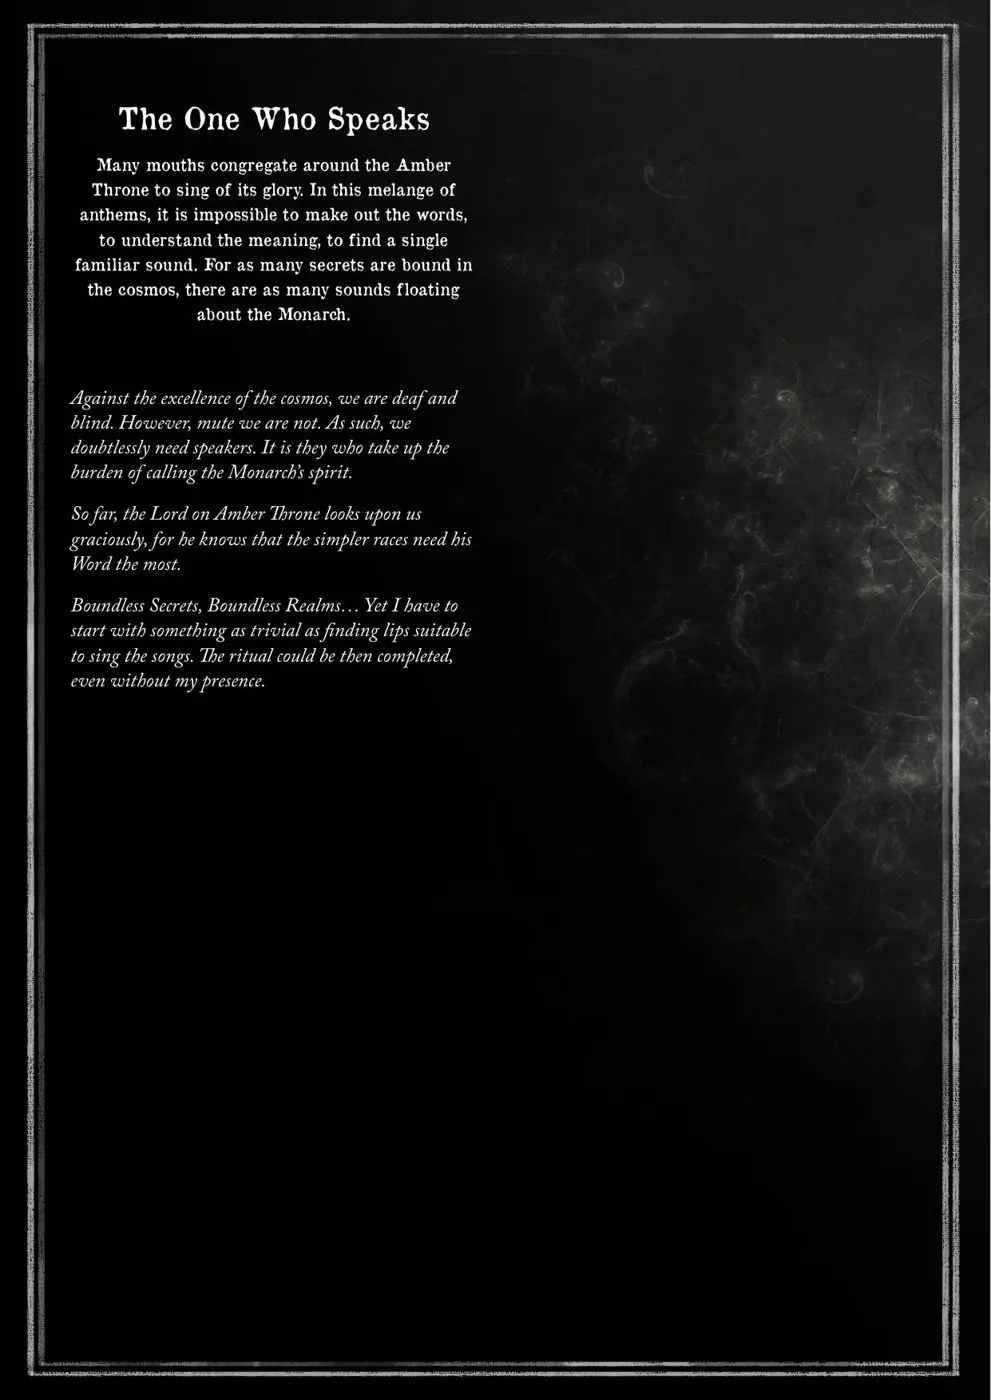 The One Who Speaks
Many mouths congregate around the Amber
Throne to sing of its glory. In this melange of
anthems, it is impossible to make out the words,
to understand the meaning, to find a single
familiar sound. For as many secrets are bound in
the cosmos, there are as many sounds floating
about the Monarch.
Against the excellence of the cosmos, we are deaf and
blind. However, mute we are not. As such, we
doubtlessly need speakers. It is they who take up the
burden of calling the Monarch's spirit.
So far, the Lord on Amber Throne looks upon us
graciously, for he knows that the simpler races need his
Word the most.
Boundless Secrets, Boundless Realms… Yet I have to
start with something as trivial as finding lips suitable
to sing the songs. The ritual could be then completed,
even without my presence.